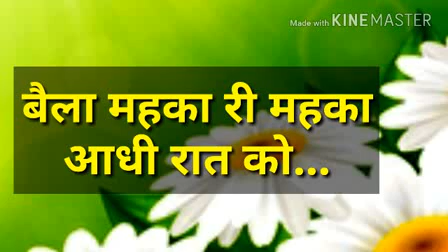 Made with KINEMASTER
बैला महका री महका
आधी रात को...